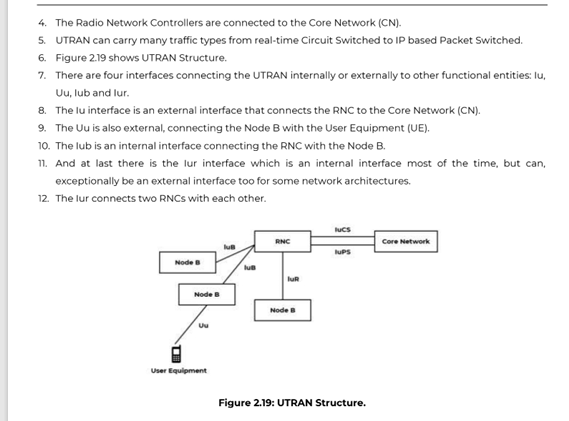 4. The Radio Network Controllers are connected to the Core Network (CN).
5. UTRAN can carry many traffic types from real-time Circuit Switched to IP based Packet Switched.
6. Figure 2.19 shows UTRAN Structure.
7. There are four interfaces connecting the UTRAN internally or externally to other functional entities: Iu,
Uu, Iub and Iur.
8. The Iu interface is an external interface that connects the RNC to the Core Network (CN).
9. The Uu is also external, connecting the Node B with the User Equipment (UE).
10. The Iub is an internal interface connecting the RNC with the Node B.
11. And at last there is the Iur interface which is an internal interface most of the time, but can,
exceptionally be an external interface too for some network architectures.
12. The Iur connects two RNCs with each other.
IuCS
RNC
Core Network
IuB
IuPS
Node B
IuB
IuR
Node B
Node B
Uu
User Equipment
Figure 2.19: UTRAN Structure.